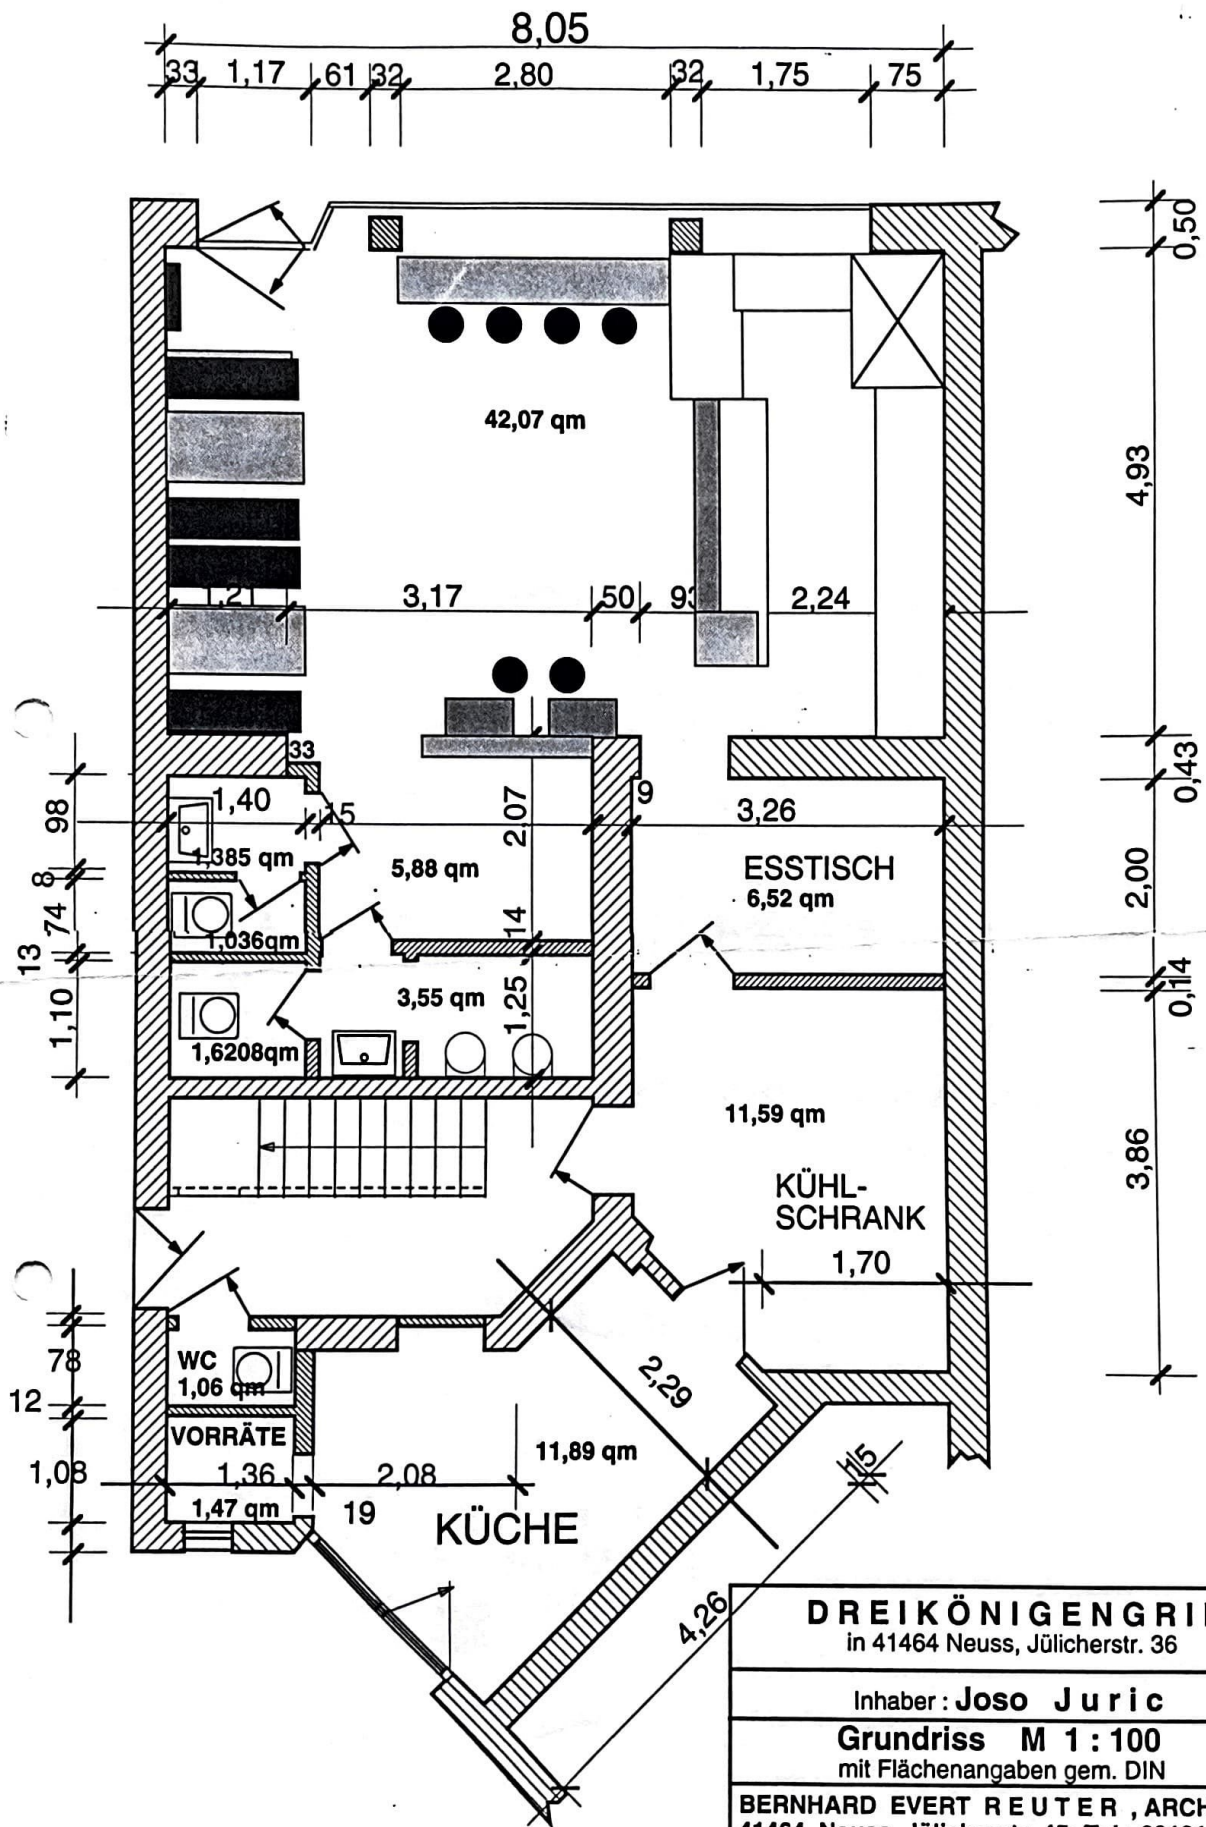 8,05
33 1,17 61 32 2,80 32 1,75 75
0,50
42,07 qm
4,93
1,21 3,17 50 93 2,24
33
98
1,40 15
2,07
9
3,26
0,43
1,385 qm
5,88 qm
ESSTISCH
6,52 qm
2,00
8
74
1,036qm
14
13
1,10
3,55 qm
1,25
0,14
1,6208qm
11,59 qm
3,86
KÜHL-
SCHRANK
1,70
78
WC
1,06 qm
2,29
12
VORRÄTE
11,89 qm
15
1,08 1,36 2,08
1,47 qm
19
KÜCHE
4,26
DREIKÖNIGENGRI
in 41464 Neuss, Jülicherstr. 36
Inhaber : Joso Juric
Grundriss M 1 : 100
mit Flächenangaben gem. DIN
BERNHARD EVERT REUTER , ARCH